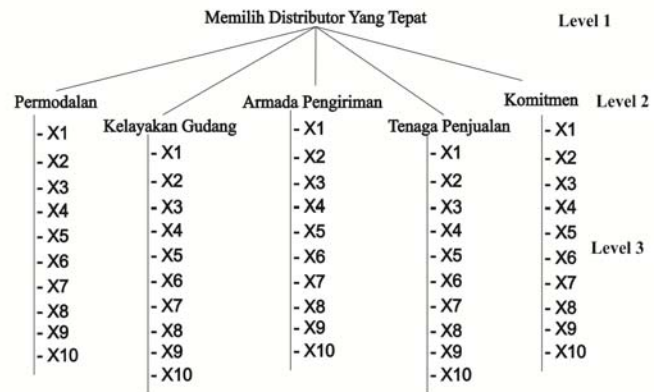 Memilih Distributor Yang Tepat
Level 1
Permodalan
- X1
- X2
- X3
- X4
- X5
- X6
- X7
- X8
- X9
- X10
Kelayakan Gudang
- X1
- X2
- X3
- X4
- X5
- X6
- X7
- X8
- X9
- X10
Armada Pengiriman
- X1
- X2
- X3
- X4
- X5
- X6
- X7
- X8
- X9
- X10
Tenaga Penjualan
- X1
- X2
- X3
- X4
- X5
- X6
- X7
- X8
- X9
- X10
Komitmen
- X1
- X2
- X3
- X4
- X5
- X6
- X7
- X8
- X9
- X10
Level 2
Level 3